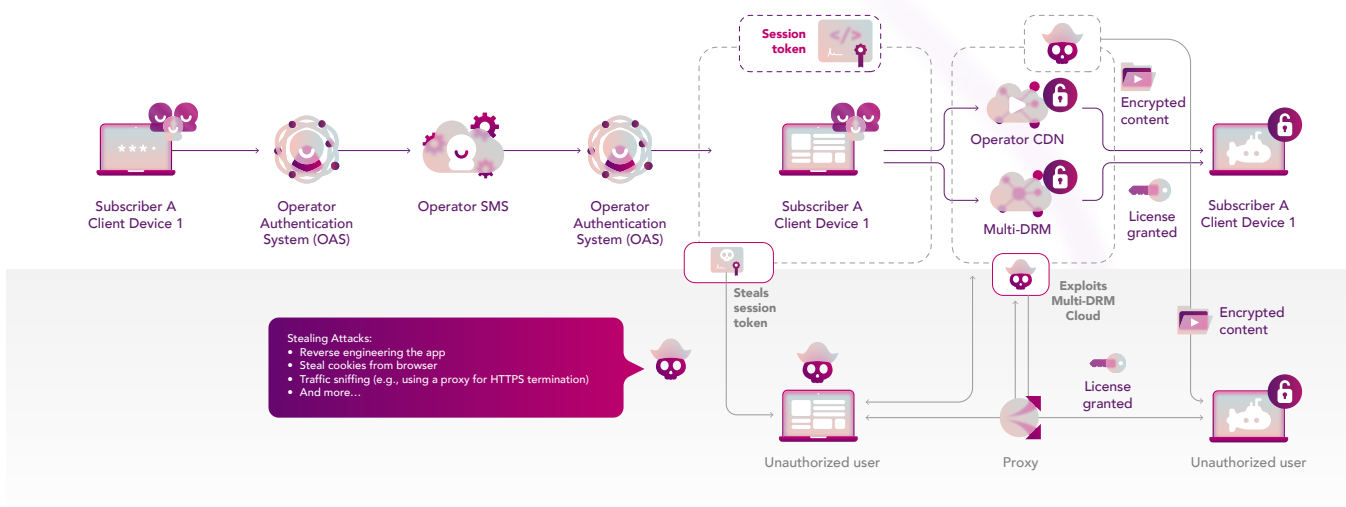 Session
token
</>
Encrypted
content
Operator CDN
Subscriber A
Client Device 1
Operator
Authentication
System (OAS)
Operator SMS
Operator
Authentication
System (OAS)
Subscriber A
Client Device 1
Multi-DRM
License
granted
Subscriber A
Client Device 1
Steals
session
token
Exploits
Multi-DRM
Cloud
Encrypted
content
Stealing Attacks:
• Reverse engineering the app
• Steal cookies from browser
• Traffic sniffing (e.g., using a proxy for HTTPS termination)
• And more...
License
granted
Unauthorized user
Proxy
Unauthorized user